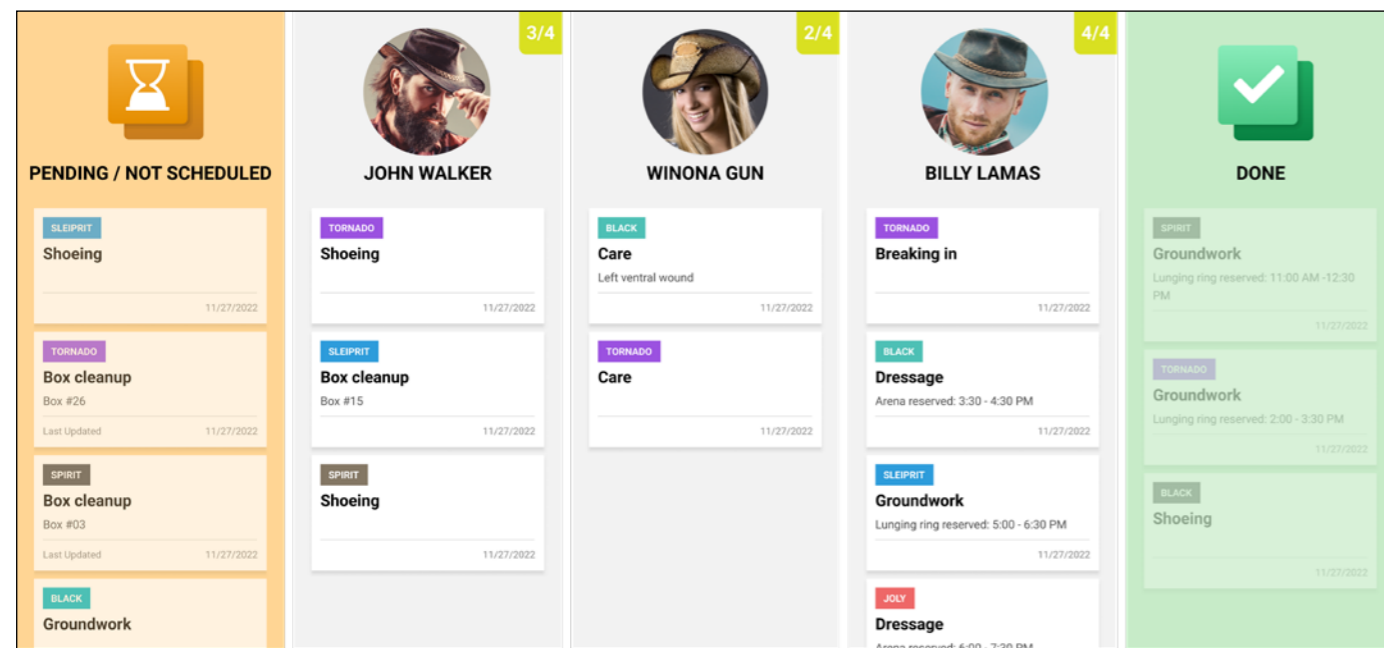 PENDING / NOT SCHEDULED
SLEIPRIT
Shoeing
11/27/2022
TORNADO
Box cleanup
Box #26
Last Updated 11/27/2022
SPIRIT
Box cleanup
Box #03
Last Updated 11/27/2022
BLACK
Groundwork
3/4
JOHN WALKER
TORNADO
Shoeing
11/27/2022
SLEIPRIT
Box cleanup
Box #15
11/27/2022
SPIRIT
Shoeing
11/27/2022
2/4
WINONA GUN
BLACK
Care
Left ventral wound
11/27/2022
TORNADO
Care
11/27/2022
4/4
BILLY LAMAS
TORNADO
Breaking in
11/27/2022
BLACK
Dressage
Arena reserved: 3:30 - 4:30 PM
11/27/2022
SLEIPRIT
Groundwork
Lunging ring reserved: 5:00 - 6:30 PM
11/27/2022
JOLY
Dressage
Arena reserved: 6:00 - 7:30 PM
DONE
SPIRIT
Groundwork
Lunging ring reserved: 11:00 AM -12:30
PM
11/27/2022
TORNADO
Groundwork
Lunging ring reserved: 2:00 - 3:30 PM
11/27/2022
BLACK
Shoeing
11/27/2022